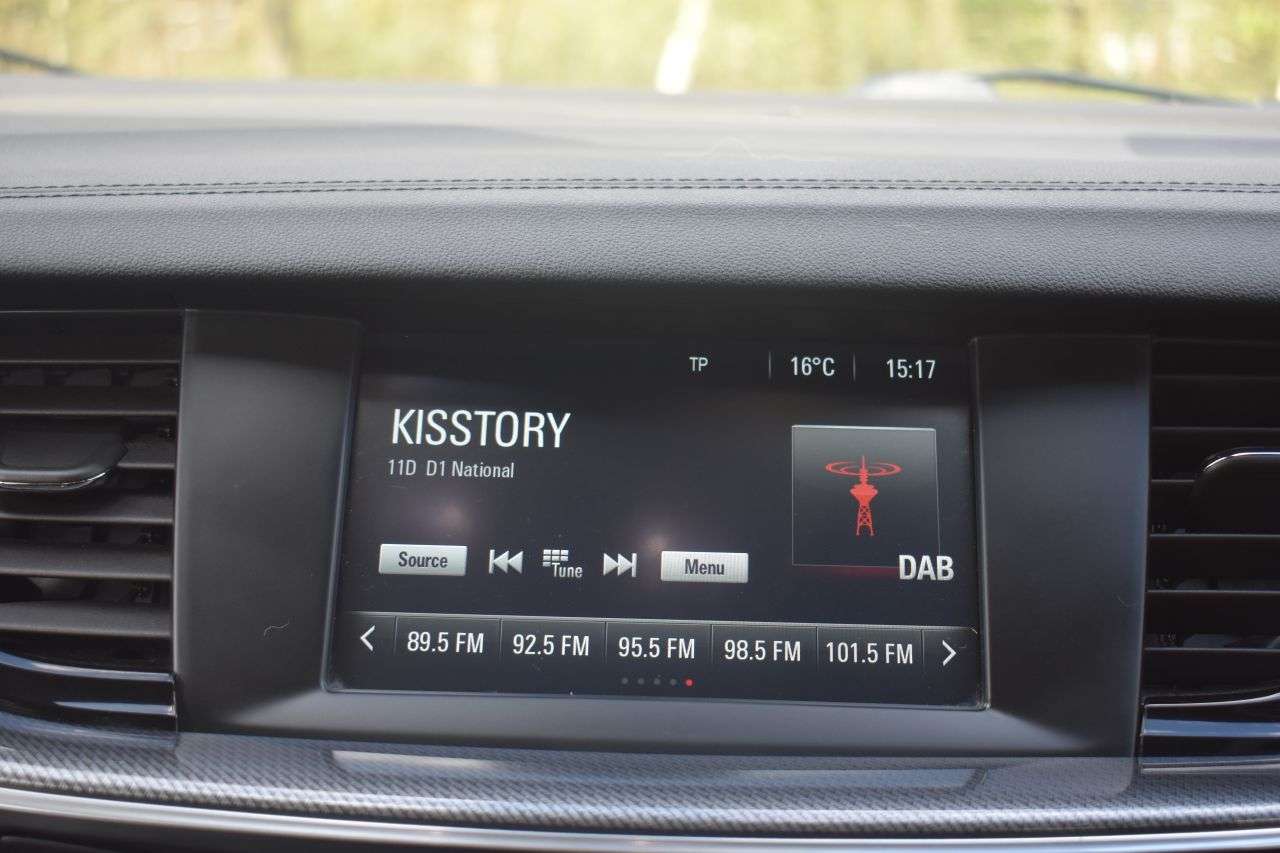 TP 16°C 15:17
KISSTORY
11D D1 National
DAB
Source Tune Menu
89.5 FM 92.5 FM 95.5 FM 98.5 FM 101.5 FM